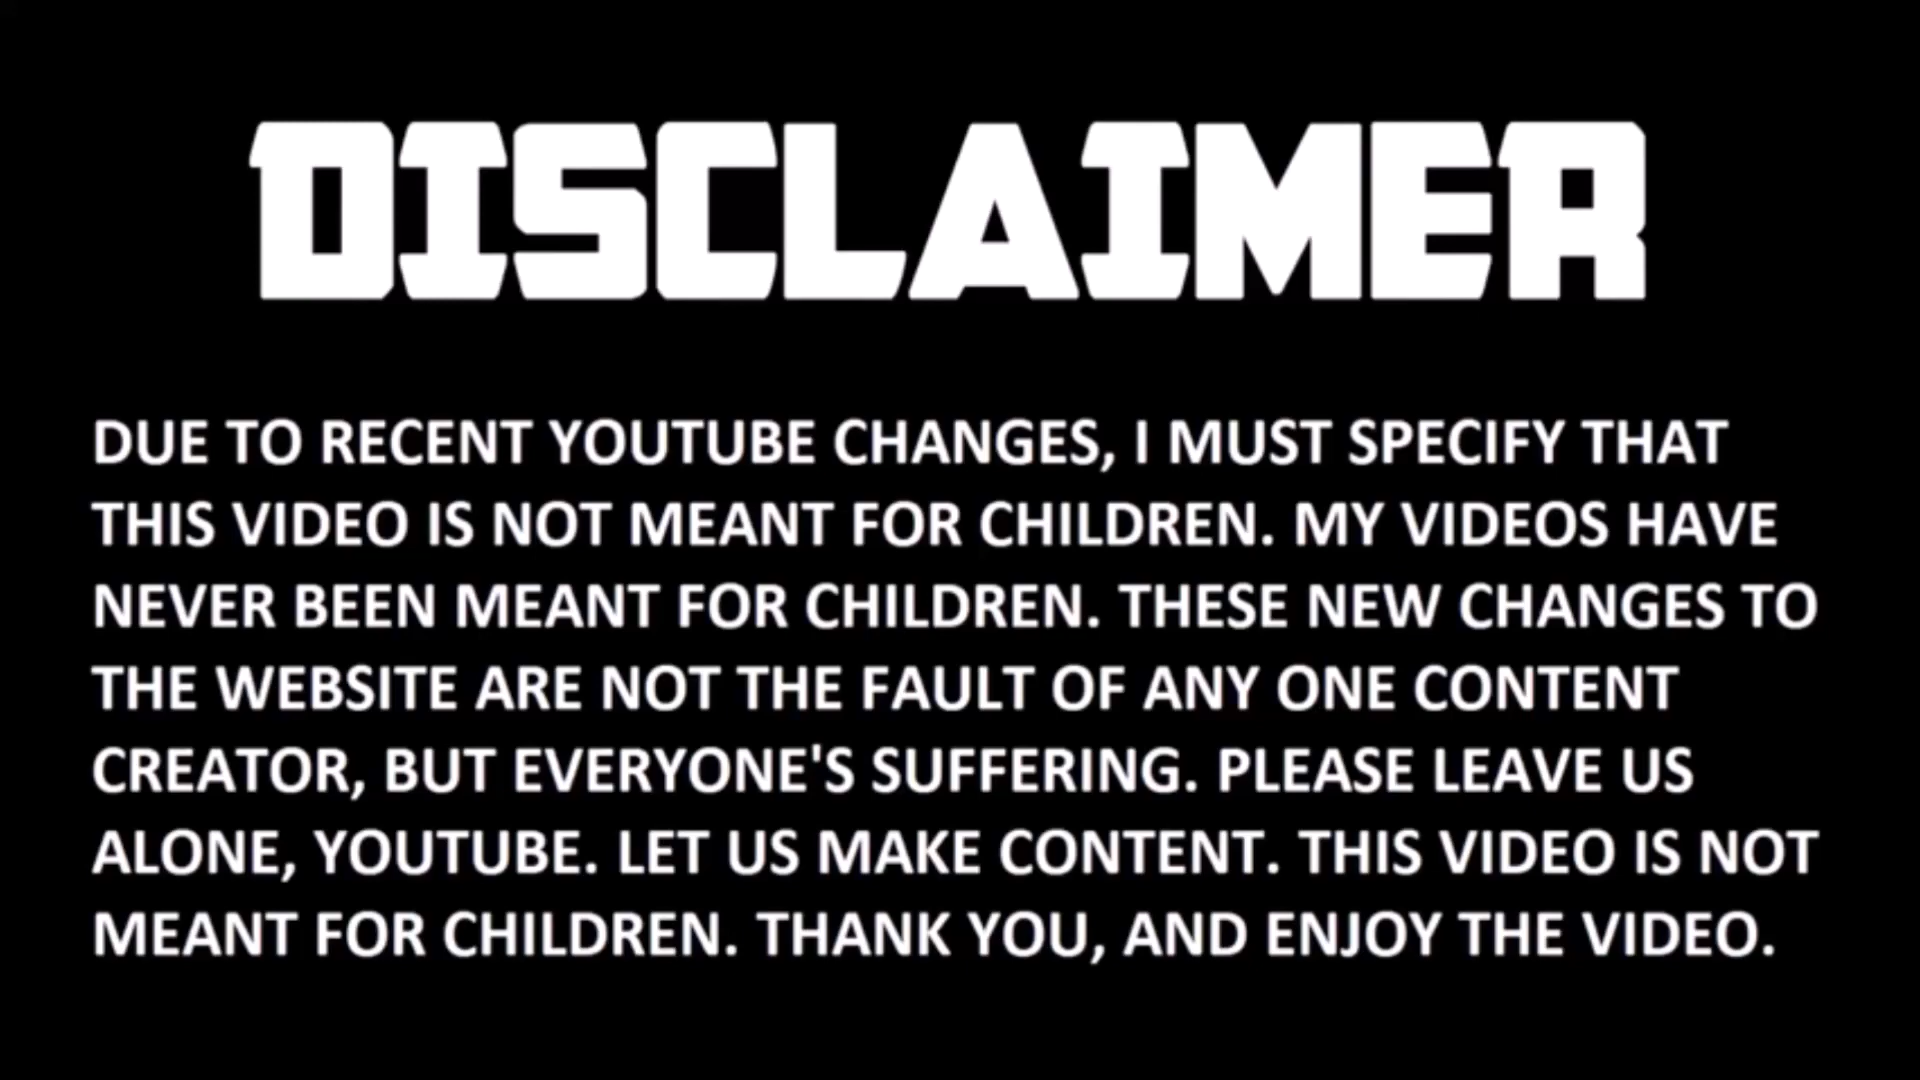 DISCLAIMER
DUE TO RECENT YOUTUBE CHANGES, I MUST SPECIFY THAT
THIS VIDEO IS NOT MEANT FOR CHILDREN. MY VIDEOS HAVE
NEVER BEEN MEANT FOR CHILDREN. THESE NEW CHANGES TO
THE WEBSITE ARE NOT THE FAULT OF ANY ONE CONTENT
CREATOR, BUT EVERYONE'S SUFFERING. PLEASE LEAVE US
ALONE, YOUTUBE. LET US MAKE CONTENT. THIS VIDEO IS NOT
MEANT FOR CHILDREN. THANK YOU, AND ENJOY THE VIDEO.